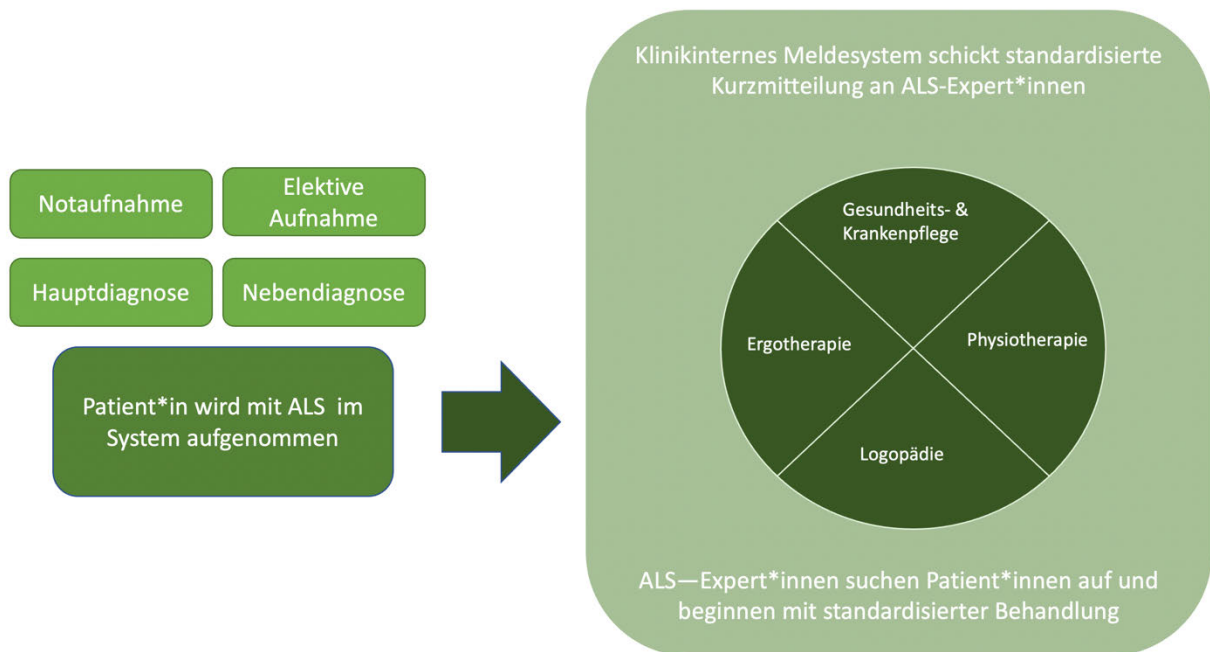 Klinikinternes Meldesystem schickt standardisierte
Kurzmitteilung an ALS-Expert*innen
Notaufnahme
Elektive
Aufnahme
Hauptdiagnose
Nebendiagnose
Patient*in wird mit ALS im
System aufgenommen
Gesundheits- &
Krankenpflege
Ergotherapie
Physiotherapie
Logopädie
ALS—Expert*innen suchen Patient*innen auf und
beginnen mit standardisierter Behandlung